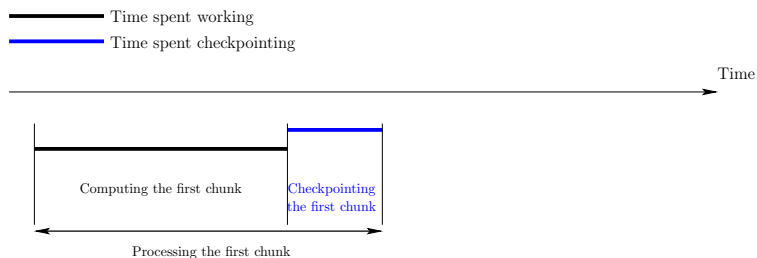 Time spent working
Time spent checkpointing
Time
Computing the first chunk
Checkpointing
the first chunk
Processing the first chunk